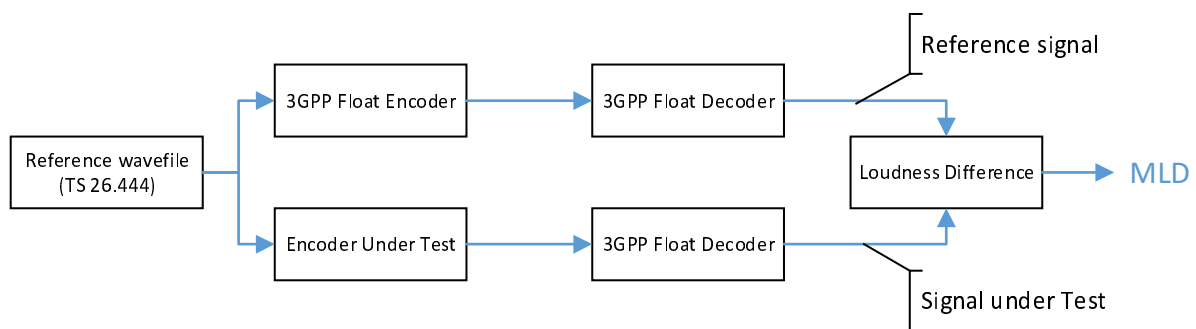 Reference signal
3GPP Float Encoder
3GPP Float Decoder
Reference wavefile
(TS 26.444)
Loudness Difference
MLD
Encoder Under Test
3GPP Float Decoder
Signal under Test